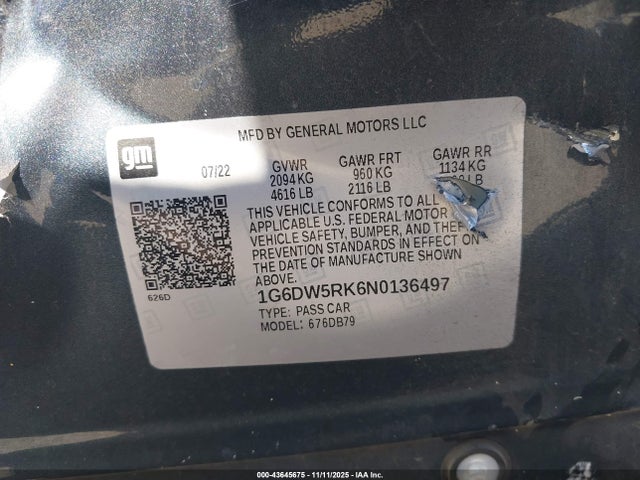 gm
MFD BY GENERAL MOTORS LLC
07/22 GVWR GAWR FRT GAWR RR
2094 KG 960 KG 1134 KG
4616 LB 2116 LB LB
THIS VEHICLE CONFORMS TO ALL
APPLICABLE U.S. FEDERAL MOTOR
VEHICLE SAFETY, BUMPER, AND THEFT
PREVENTION STANDARDS IN EFFECT ON
THE DATE OF MANUFACTURE SHOWN
ABOVE.
626D
1G6DW5RK6N0136497
TYPE: PASS CAR
MODEL: 676DB79
000-43645675 - 11/11/2025 - IAA Inc.